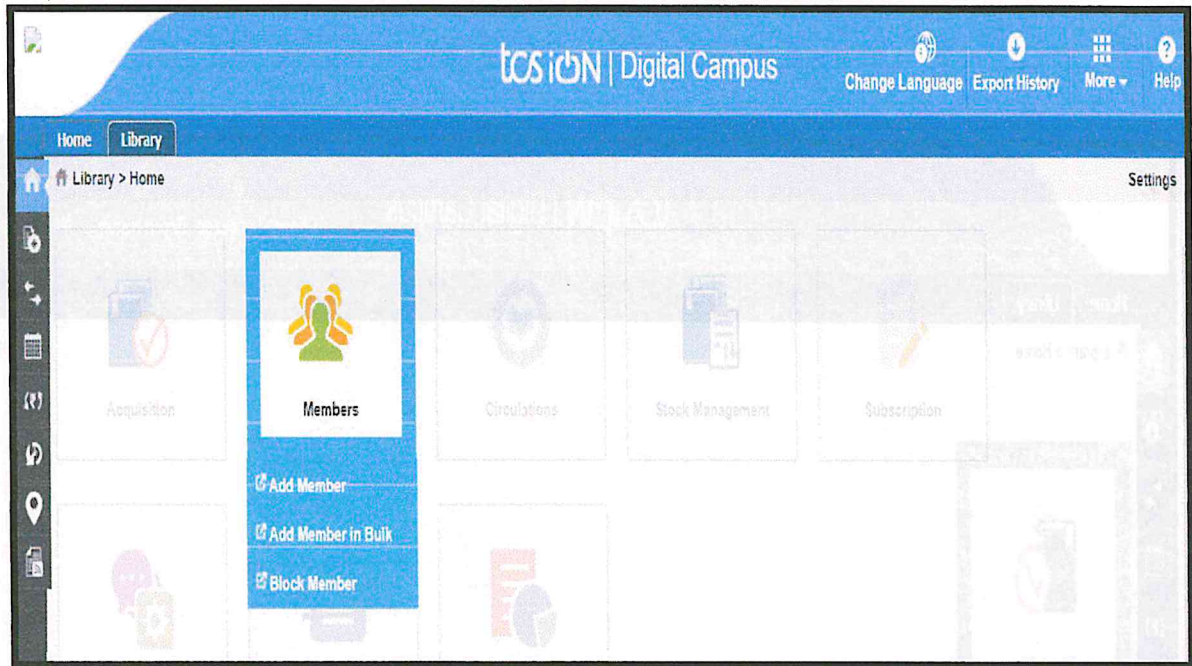 tcs iON | Digital Campus
Change Language Export History More Help
Home Library
Library > Home
Settings
Acquisition Members Circulations Stock Management Subscription
Add Member
Add Member in Bulk
Block Member